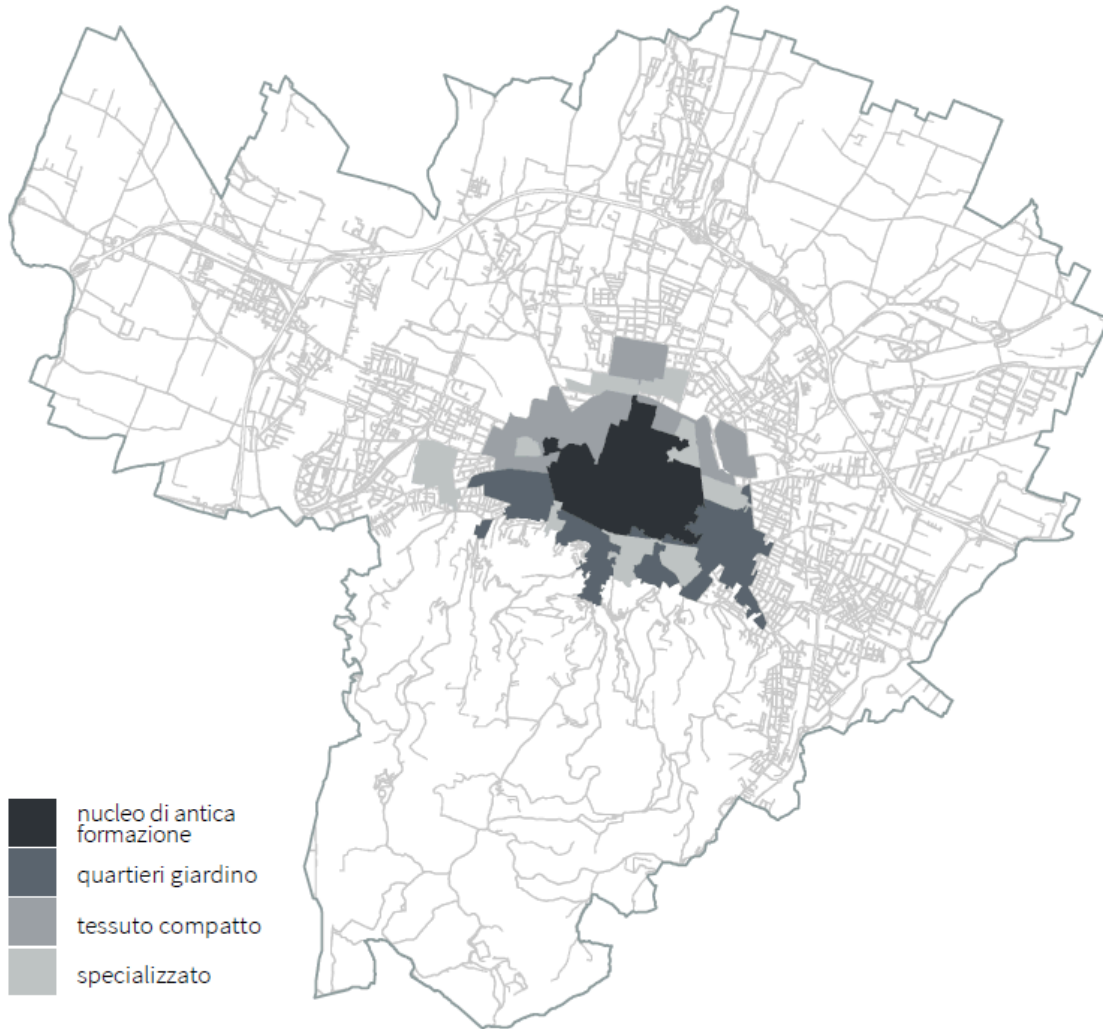 nucleo di antica
formazione
quartieri giardino
tessuto compatto
specializzato